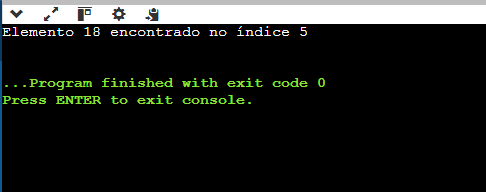 Elemento 18 encontrado no índice 5
...Program finished with exit code 0
Press ENTER to exit console.